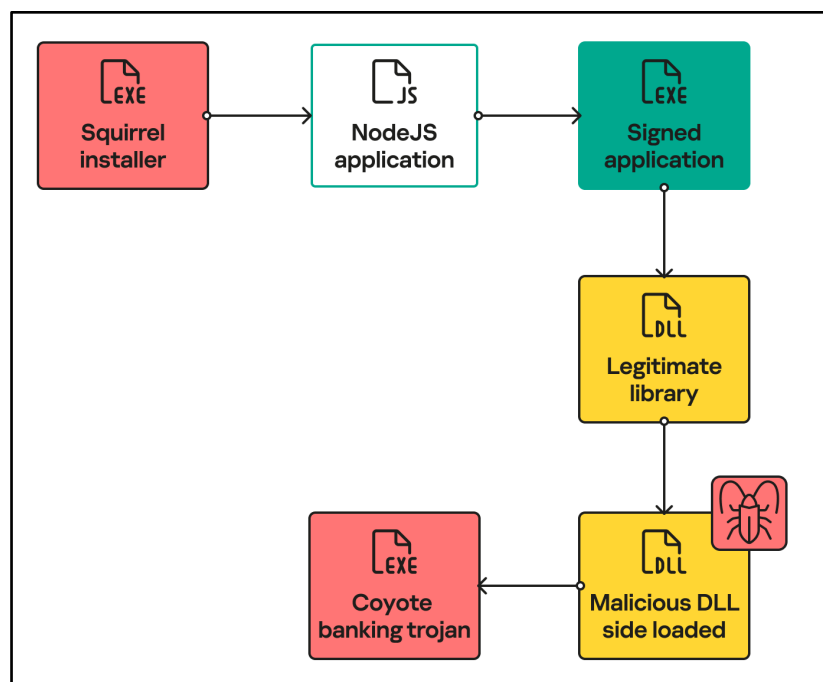 EXE
Squirrel
installer
JS
NodeJS
application
EXE
Signed
application
DLL
Legitimate
library
DLL
Malicious DLL
side loaded
EXE
Coyote
banking trojan